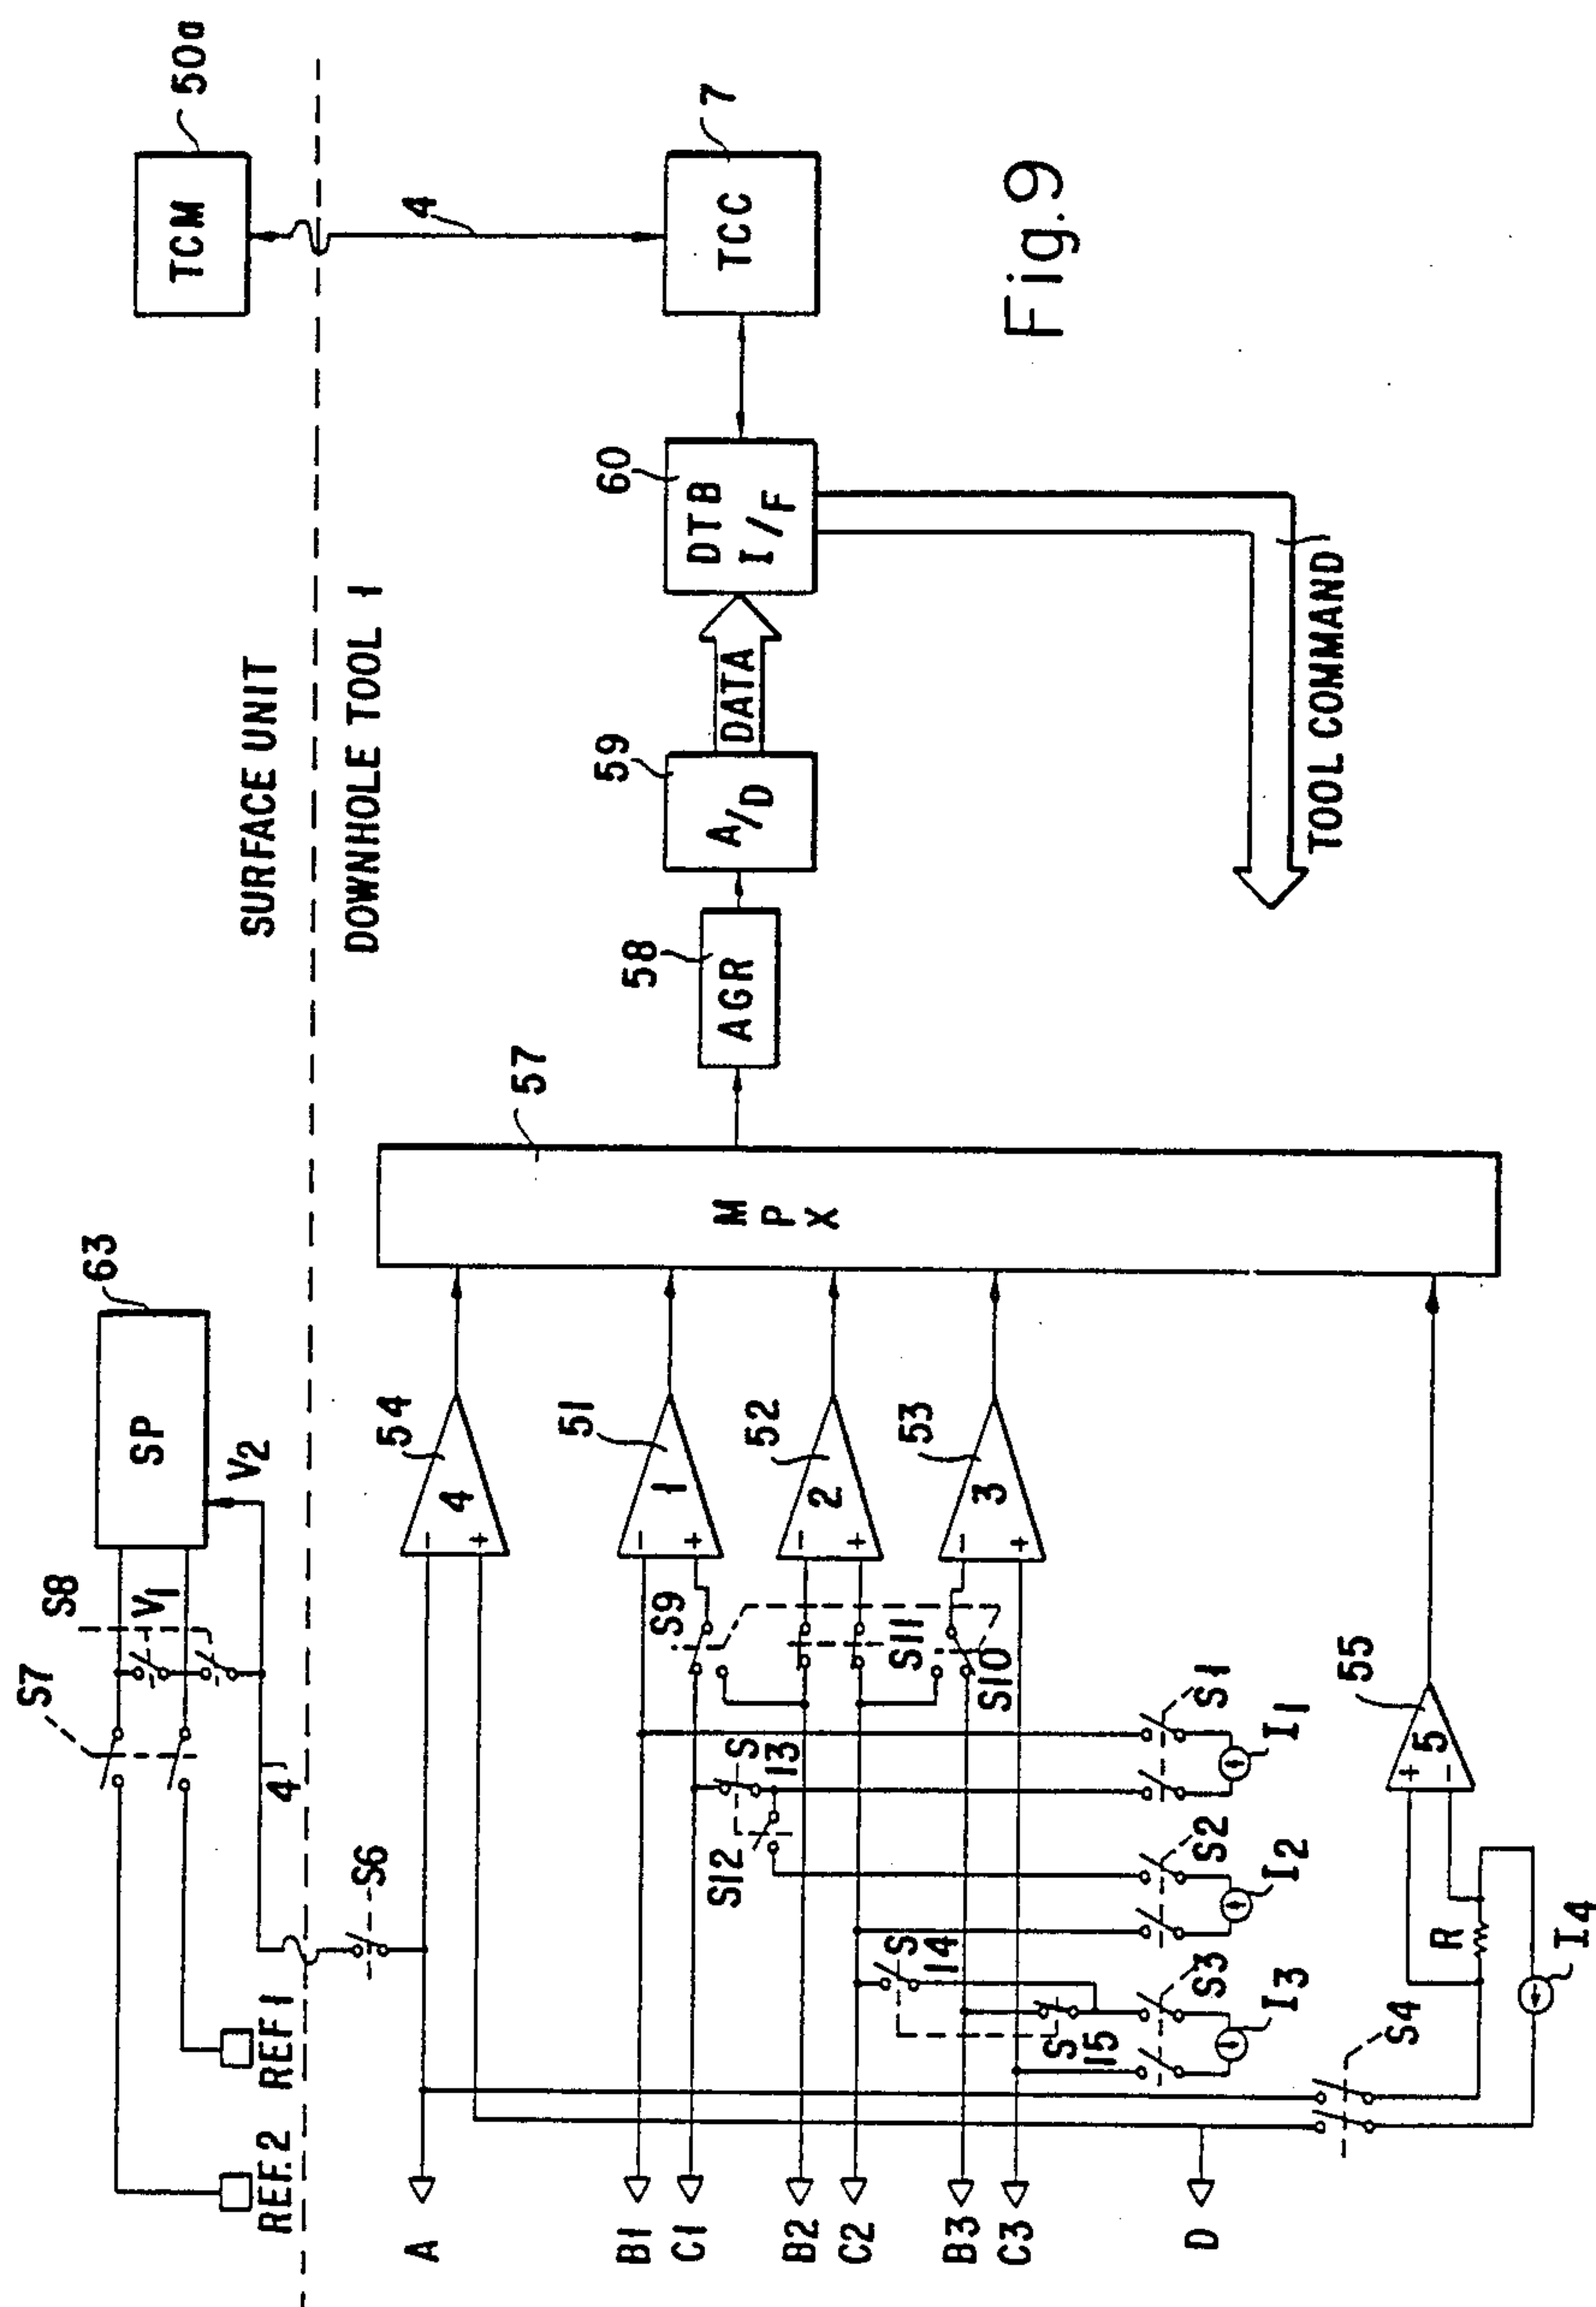 REF.2
REF 1
S7
S8
V1
V2
SP
63
4
SURFACE UNIT
DOWNHOLE TOOL 1
TCM
50a
4
S6
A
- 4 +
54
B1
C1
- 1 +
51
S9
B2
C2
- 2 +
52
S11
B3
C3
- 3 +
53
S10
S12
S13
S14
S15
S1
I1
S2
I2
S3
I3
D
S4
R
I4
+ 5 -
55
MPX
57
AGR
58
A/D
59
DATA
DTB
I/F
60
TCC
7
TOOL COMMAND
Fig.9